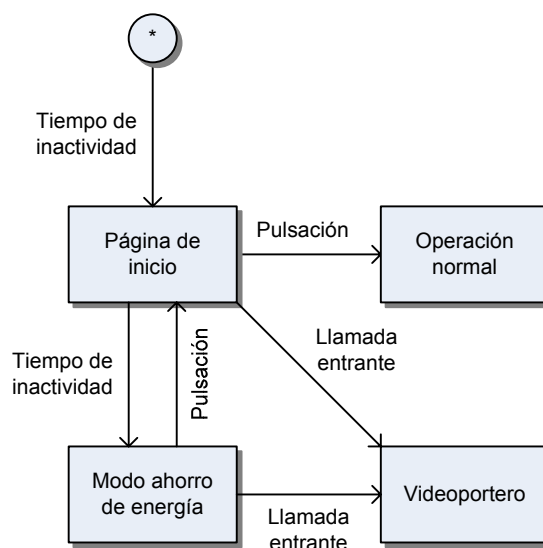 *
Tiempo de
inactividad
Página de
inicio
Pulsación
Operación
normal
Llamada
entrante
Tiempo de
inactividad
Pulsación
Modo ahorro
de energía
Llamada
entrante
Videoportero